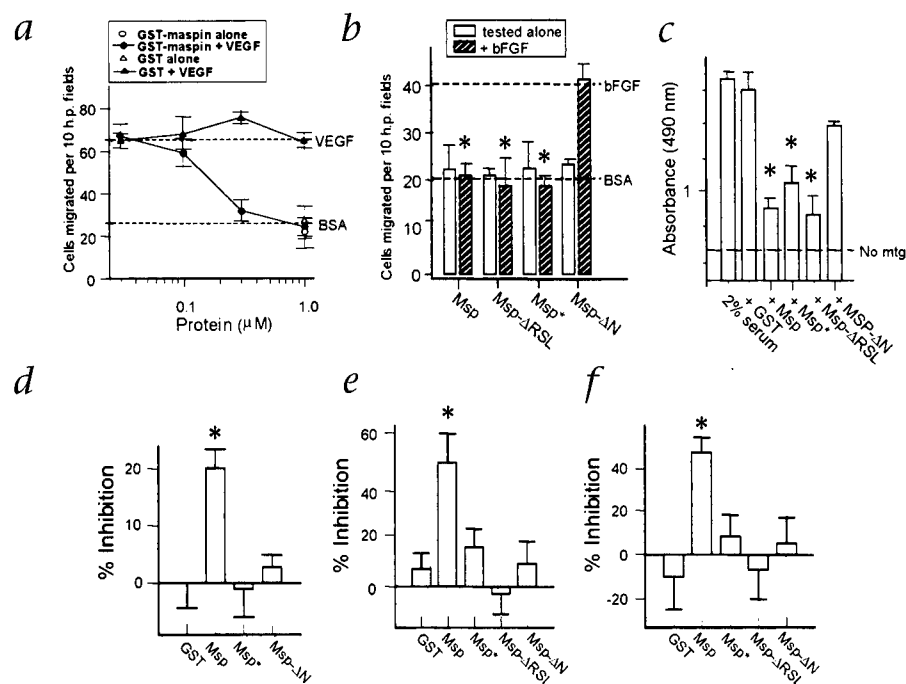 a
GST-maspin alone
GST-maspin + VEGF
GST alone
GST + VEGF
Cells migrated per 10 h.p. fields
80
60
40
20
0
VEGF
BSA
0.1
1.0
Protein (μM)
b
tested alone
+ bFGF
Cells migrated per 10 h.p. fields
40
30
20
10
0
bFGF
BSA
*
*
*
Msp
Msp-ΔRSL
Msp*
Msp-ΔN
c
Absorbance (490 nm)
1
*
*
*
No mtg
2% serum
+ GST
+ Msp
+ Msp*
+ Msp-ΔRSL
+ MSP-ΔN
d
% Inhibition
20
10
0
*
GST
Msp
Msp*
Msp-ΔN
e
% Inhibition
60
40
20
0
*
GST
Msp
Msp*
Msp-ΔRSL
Msp-ΔN
f
% Inhibition
40
20
0
-20
*
GST
Msp
Msp*
Msp-ΔRSL
Msp-ΔN